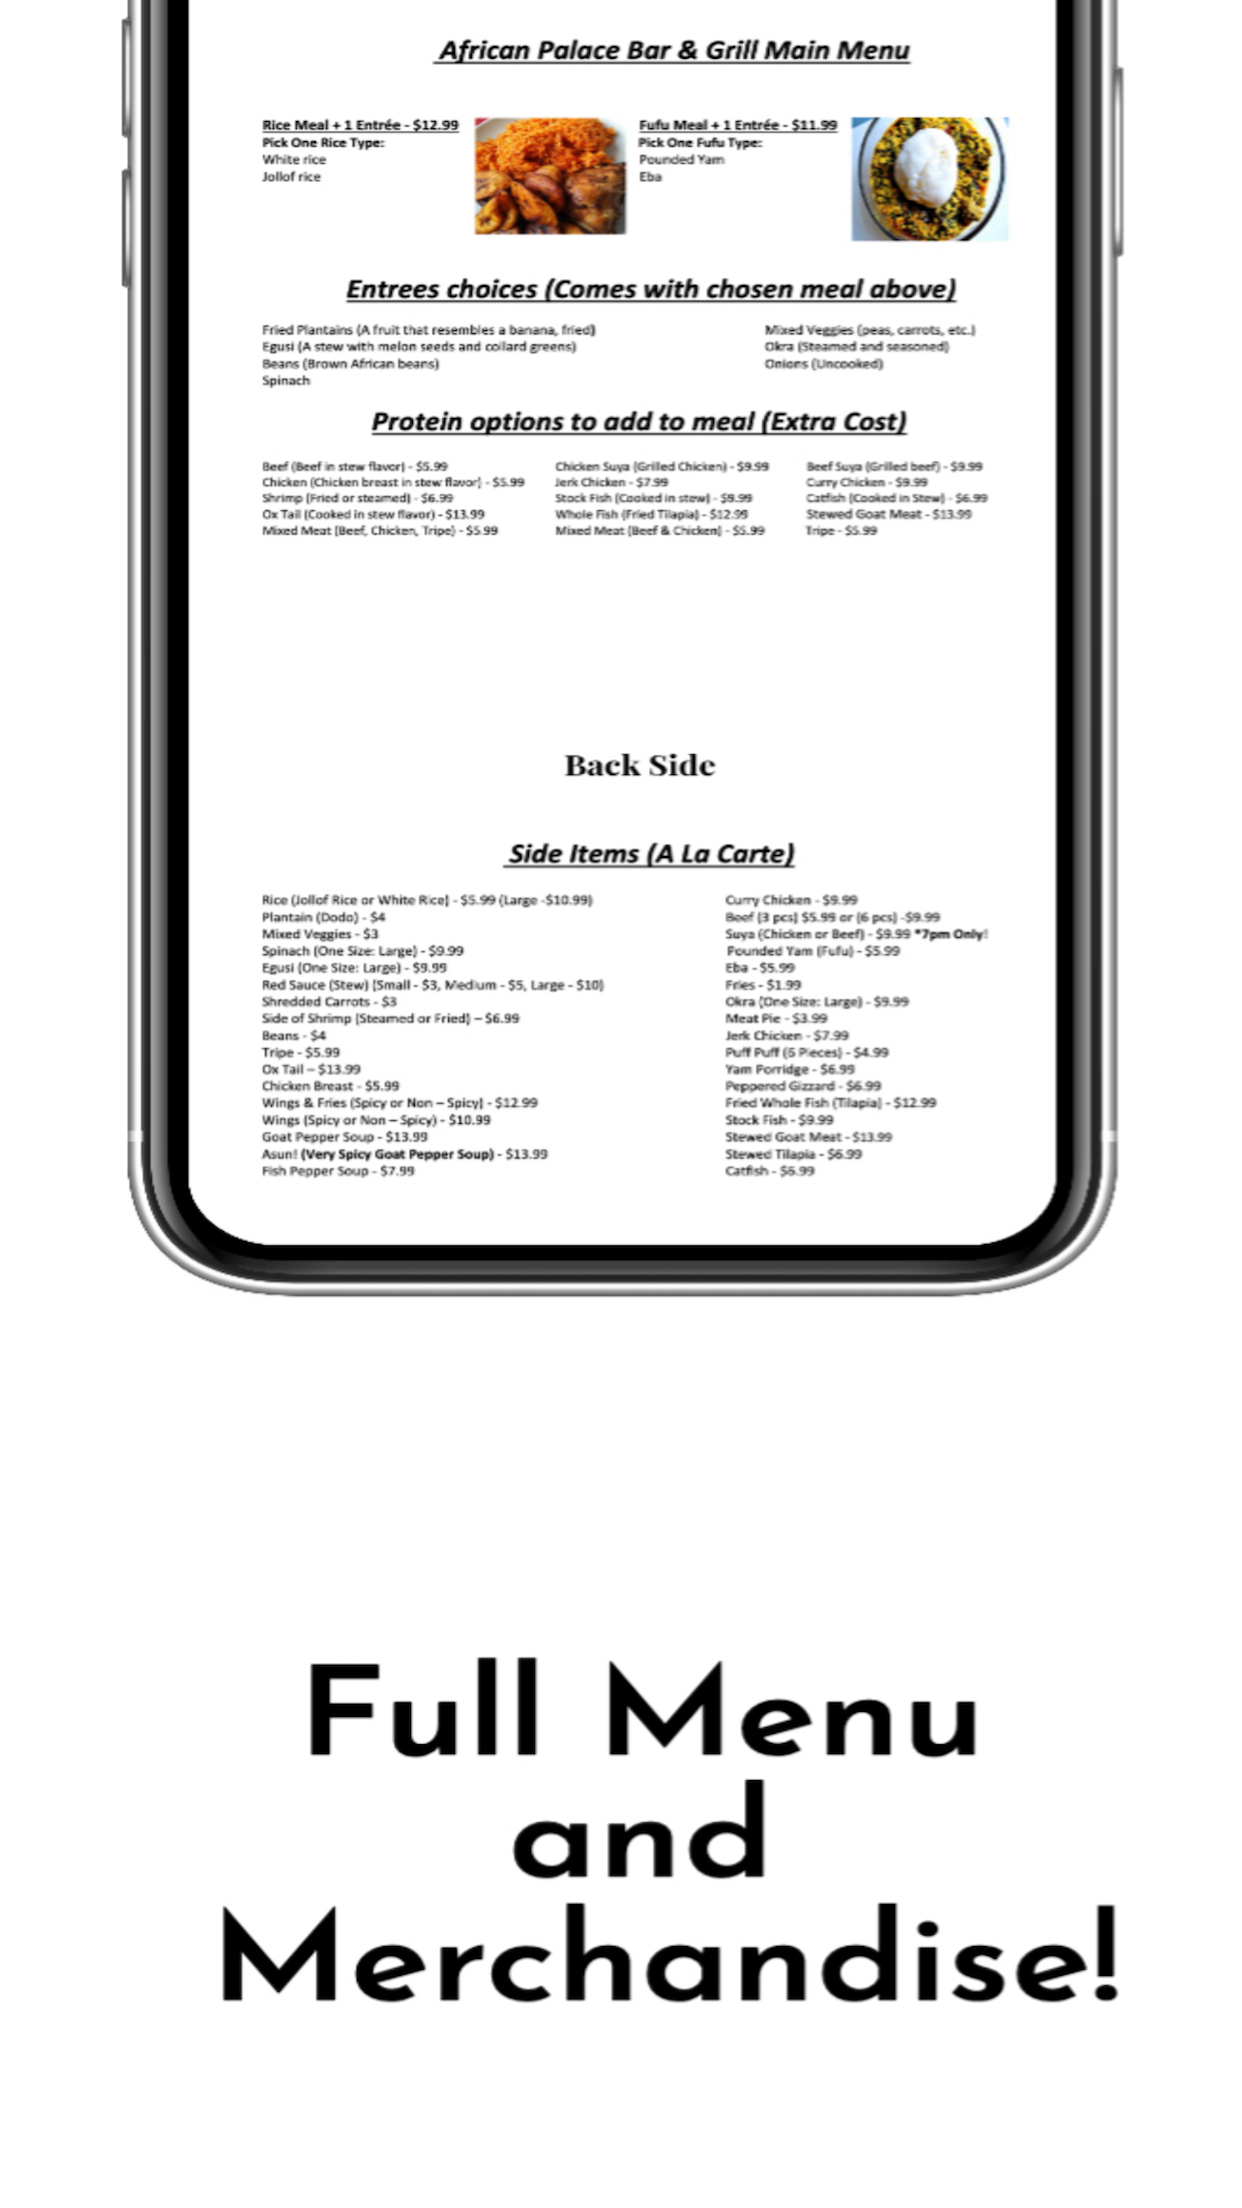 African Palace Bar & Grill Main Menu
Rice Meal + 1 Entrée - $12.99
Pick One Rice Type:
White rice
Jollof rice
Fufu Meal + 1 Entrée - $11.99
Pick One Fufu Type:
Pounded Yam
Eba
Entrees choices (Comes with chosen meal above)
Fried Plantains (A fruit that resembles a banana, fried)
Egusi (A stew with melon seeds and collard greens)
Beans (Brown African beans)
Spinach
Mixed Veggies (peas, carrots, etc.)
Okra (Steamed and seasoned)
Onions (Uncooked)
Protein options to add to meal (Extra Cost)
Beef (Beef in stew flavor) - $5.99
Chicken (Chicken breast in stew flavor) - $5.99
Shrimp (Fried or steamed) - $6.99
Ox Tail (Cooked in stew flavor) - $13.99
Mixed Meat (Beef, Chicken, Tripe) - $5.99
Chicken Suya (Grilled Chicken) - $9.99
Jerk Chicken - $7.99
Stock Fish (Cooked in stew) - $9.99
Whole Fish (Fried Tilapia) - $12.99
Mixed Meat (Beef & Chicken) - $5.99
Beef Suya (Grilled beef) - $9.99
Curry Chicken - $9.99
Catfish (Cooked in Stew) - $6.99
Stewed Goat Meat - $13.99
Tripe - $5.99
Back Side
Side Items (A La Carte)
Rice (Jollof Rice or White Rice) - $5.99 (Large -$10.99)
Plantain (Dodo) - $4
Mixed Veggies - $3
Spinach (One Size: Large) - $9.99
Egusi (One Size: Large) - $9.99
Red Sauce (Stew) (Small - $3, Medium - $5, Large - $10)
Shredded Carrots - $3
Side of Shrimp (Steamed or Fried) – $6.99
Beans - $4
Tripe - $5.99
Ox Tail – $13.99
Chicken Breast - $5.99
Wings & Fries (Spicy or Non – Spicy) - $12.99
Wings (Spicy or Non – Spicy) - $10.99
Goat Pepper Soup - $13.99
Asun! (Very Spicy Goat Pepper Soup) - $13.99
Fish Pepper Soup - $7.99
Curry Chicken - $9.99
Beef (3 pcs) $5.99 or (6 pcs) -$9.99
Suya (Chicken or Beef) - $9.99 *7pm Only!
Pounded Yam (Fufu) - $5.99
Eba - $5.99
Fries - $1.99
Okra (One Size: Large) - $9.99
Meat Pie - $3.99
Jerk Chicken - $7.99
Puff Puff (6 Pieces) - $4.99
Yam Porridge - $6.99
Peppered Gizzard - $6.99
Fried Whole Fish (Tilapia) - $12.99
Stock Fish - $9.99
Stewed Goat Meat - $13.99
Stewed Tilapia - $6.99
Catfish - $6.99
Full Menu
and
Merchandise!